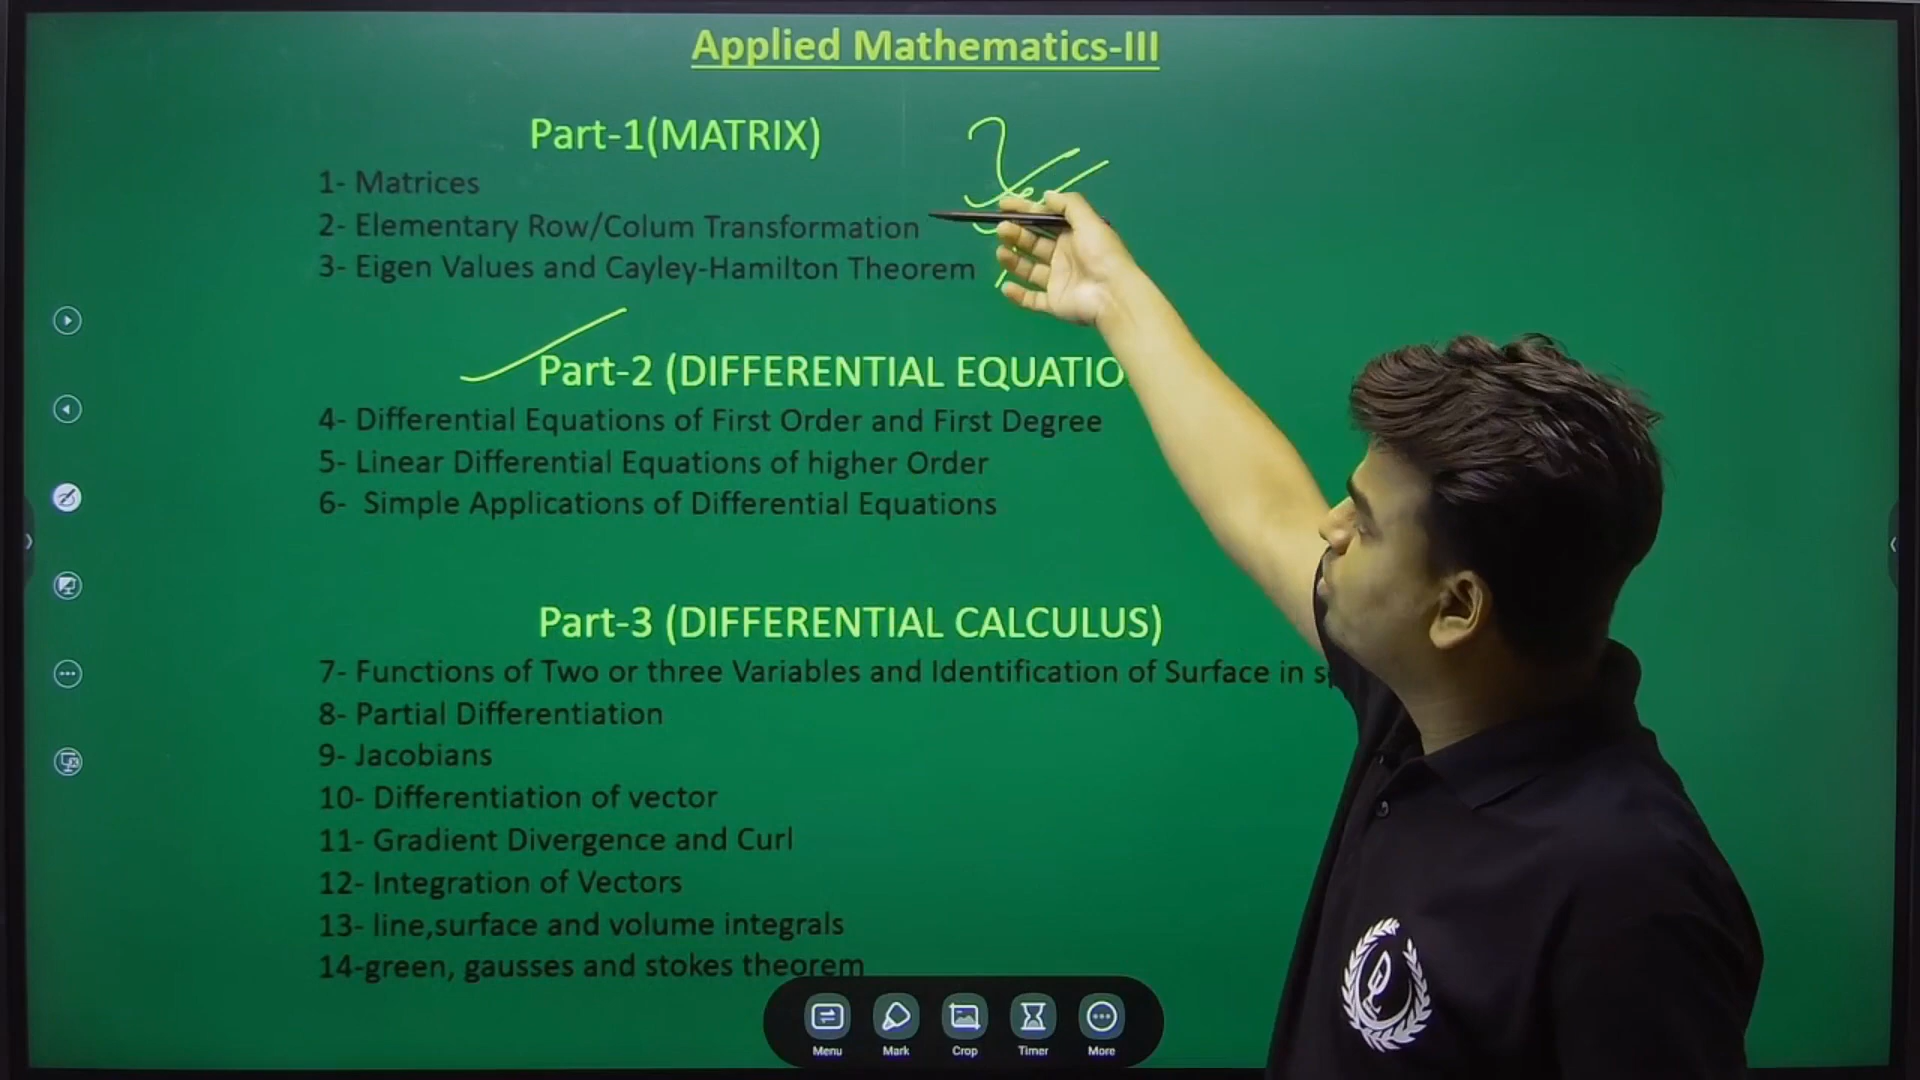 Applied Mathematics-III
Part-1(MATRIX)
1- Matrices
2- Elementary Row/Colum Transformation
3- Eigen Values and Cayley-Hamilton Theorem
Part-2 (DIFFERENTIAL
4- Differential Equations of First Order and First Degree
5- Linear Differential Equations of higher Order
6- Simple Applications of Differential Equations
Part-3 (DIFFERENTIAL CALCULUS)
7- Functions of Two or three Variables and Identification of Surface in
8- Partial Differentiation
9- Jacobians
10- Differentiation of vector
11- Gradient Divergence and Curl
12- Integration of Vectors
13- line,surface and volume integrals
14-green, gausses and stokes theorem
Menu Mark Crop Timer More